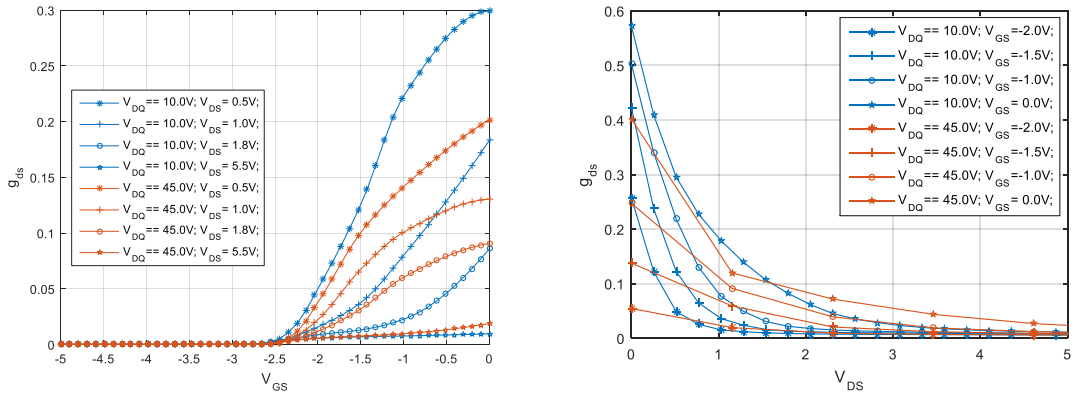 0.3
0.25
0.2
0.15
0.1
0.05
0
g_ds
V_DQ== 10.0V; V_DS= 0.5V;
V_DQ== 10.0V; V_DS= 1.0V;
V_DQ== 10.0V; V_DS= 1.8V;
V_DQ== 10.0V; V_DS= 5.5V;
V_DQ== 45.0V; V_DS= 0.5V;
V_DQ== 45.0V; V_DS= 1.0V;
V_DQ== 45.0V; V_DS= 1.8V;
V_DQ== 45.0V; V_DS= 5.5V;
-5 -4.5 -4 -3.5 -3 -2.5 -2 -1.5 -1 -0.5 0
V_GS
0.6
0.5
0.4
0.3
0.2
0.1
0
g_ds
V_DQ== 10.0V; V_GS=-2.0V;
V_DQ== 10.0V; V_GS=-1.5V;
V_DQ== 10.0V; V_GS=-1.0V;
V_DQ== 10.0V; V_GS= 0.0V;
V_DQ== 45.0V; V_GS=-2.0V;
V_DQ== 45.0V; V_GS=-1.5V;
V_DQ== 45.0V; V_GS=-1.0V;
V_DQ== 45.0V; V_GS= 0.0V;
0 1 2 3 4 5
V_DS